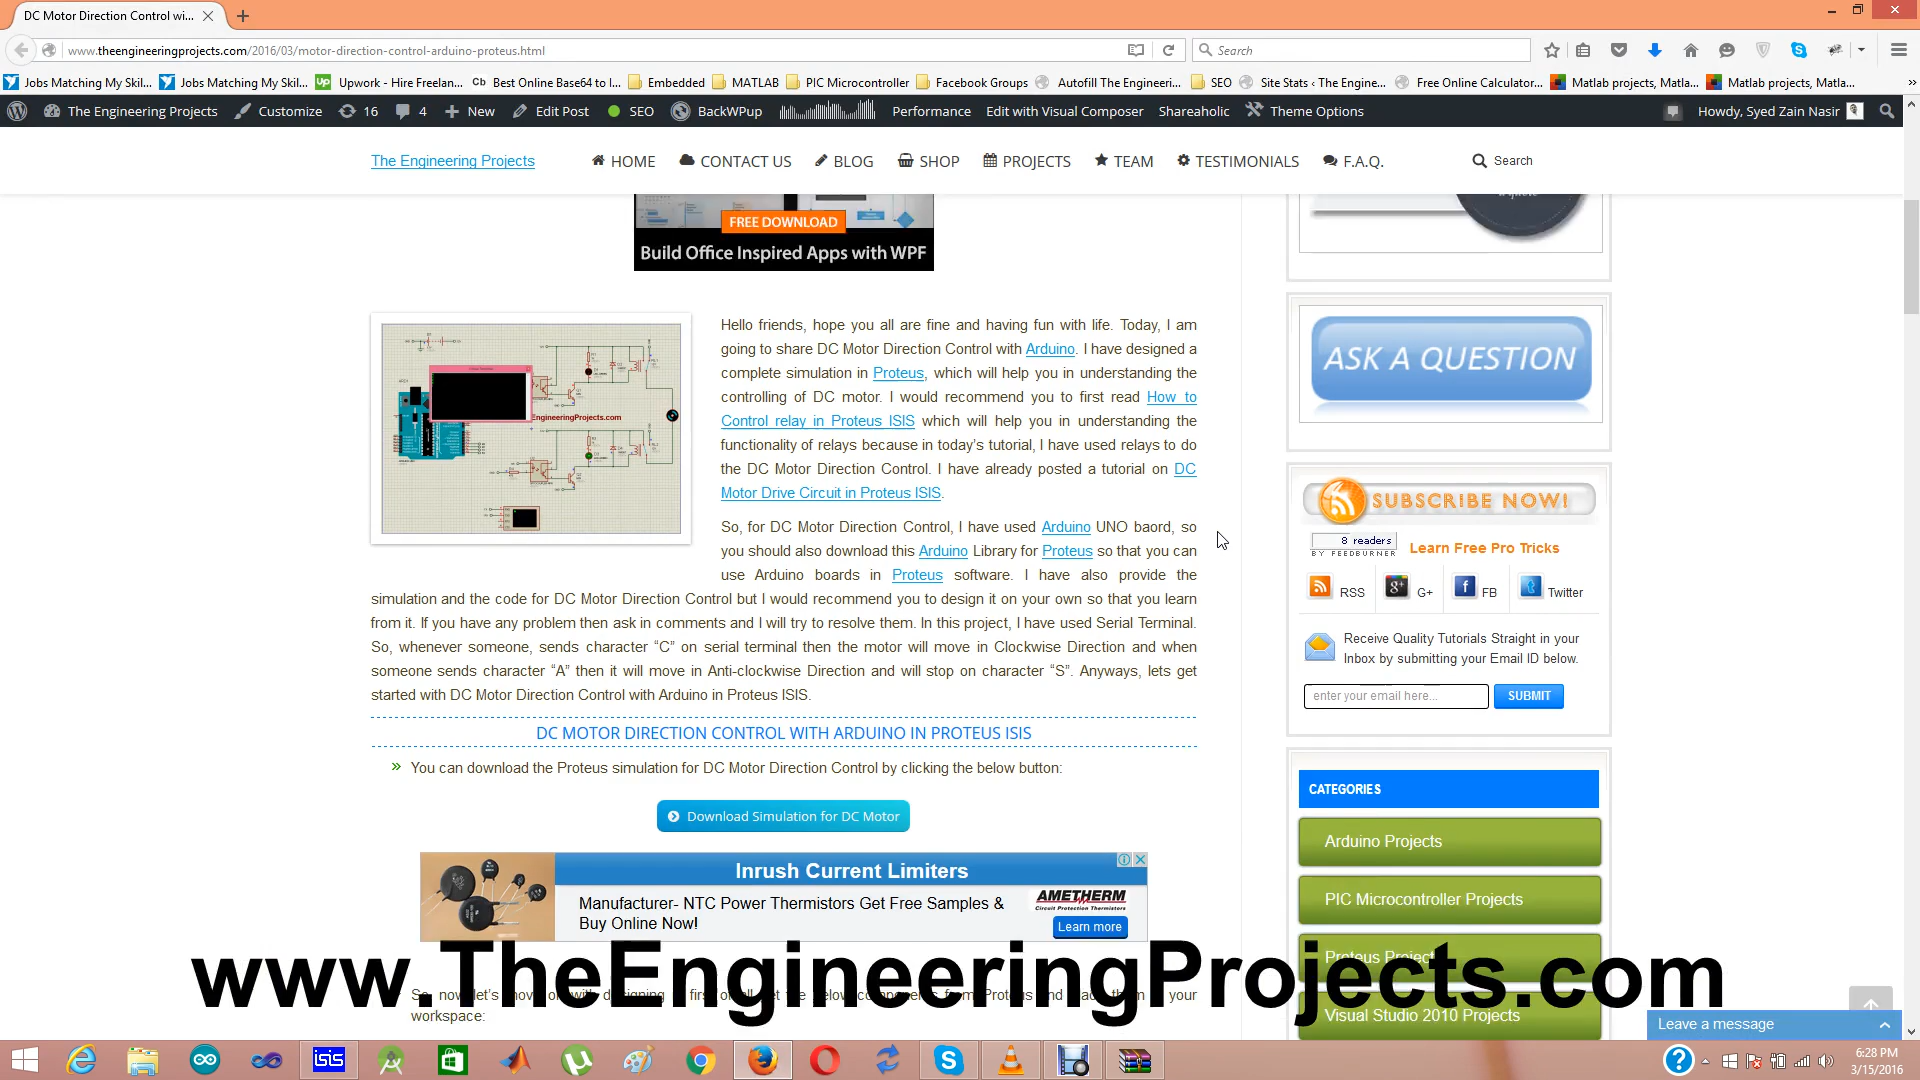 DC Motor Direction Control wi...
www.theengineeringprojects.com/2016/03/motor-direction-control-arduino-proteus.html
Search
Jobs Matching My Skil...
Jobs Matching My Skil...
Up
Upwork - Hire Freelan...
Cb
Best Online Base64 to I...
Embedded
MATLAB
PIC Microcontroller
Facebook Groups
Autofill The Engineeri...
SEO
Site Stats ‹ The Engine...
Free Online Calculator...
Matlab projects, Matla...
Matlab projects, Matla...
The Engineering Projects
Customize
16
4
New
Edit Post
SEO
BackWPup
Performance
Edit with Visual Composer
Shareaholic
Theme Options
Howdy, Syed Zain Nasir
The Engineering Projects
HOME
CONTACT US
BLOG
SHOP
PROJECTS
TEAM
TESTIMONIALS
F.A.Q.
Search
FREE DOWNLOAD
Build Office Inspired Apps with WPF
EngineeringProjects.com
Hello friends, hope you all are fine and having fun with life. Today, I am
going to share DC Motor Direction Control with Arduino. I have designed a
complete simulation in Proteus, which will help you in understanding the
controlling of DC motor. I would recommend you to first read How to
Control relay in Proteus ISIS which will help you in understanding the
functionality of relays because in today's tutorial, I have used relays to do
the DC Motor Direction Control. I have already posted a tutorial on DC
Motor Drive Circuit in Proteus ISIS.
So, for DC Motor Direction Control, I have used Arduino UNO baord, so
you should also download this Arduino Library for Proteus so that you can
use Arduino boards in Proteus software. I have also provide the
simulation and the code for DC Motor Direction Control but I would recommend you to design it on your own so that you learn
from it. If you have any problem then ask in comments and I will try to resolve them. In this project, I have used Serial Terminal.
So, whenever someone, sends character “C” on serial terminal then the motor will move in Clockwise Direction and when
someone sends character “A” then it will move in Anti-clockwise Direction and will stop on character “S”. Anyways, lets get
started with DC Motor Direction Control with Arduino in Proteus ISIS.
DC MOTOR DIRECTION CONTROL WITH ARDUINO IN PROTEUS ISIS
» You can download the Proteus simulation for DC Motor Direction Control by clicking the below button:
Download Simulation for DC Motor
Inrush Current Limiters
Manufacturer- NTC Power Thermistors Get Free Samples &
Buy Online Now!
AMETHERM
Circuit Protection Thermistors
Learn more
workspace:
ASK A QUESTION
SUBSCRIBE NOW!
8 readers
BY FEEDBURNER
Learn Free Pro Tricks
RSS
G+
FB
Twitter
Receive Quality Tutorials Straight in your
Inbox by submitting your Email ID below.
enter your email here...
SUBMIT
CATEGORIES
Arduino Projects
PIC Microcontroller Projects
Proteus Project
Visual Studio 2010 Projects
www.TheEngineeringProjects.com
Leave a message
isis
6:28 PM
3/15/2016